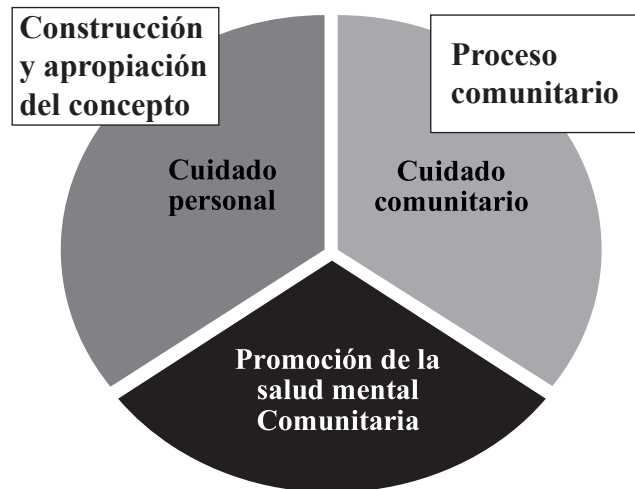 Construcción
y apropiación
del concepto
Proceso
comunitario
Cuidado
personal
Cuidado
comunitario
Promoción de la
salud mental
Comunitaria